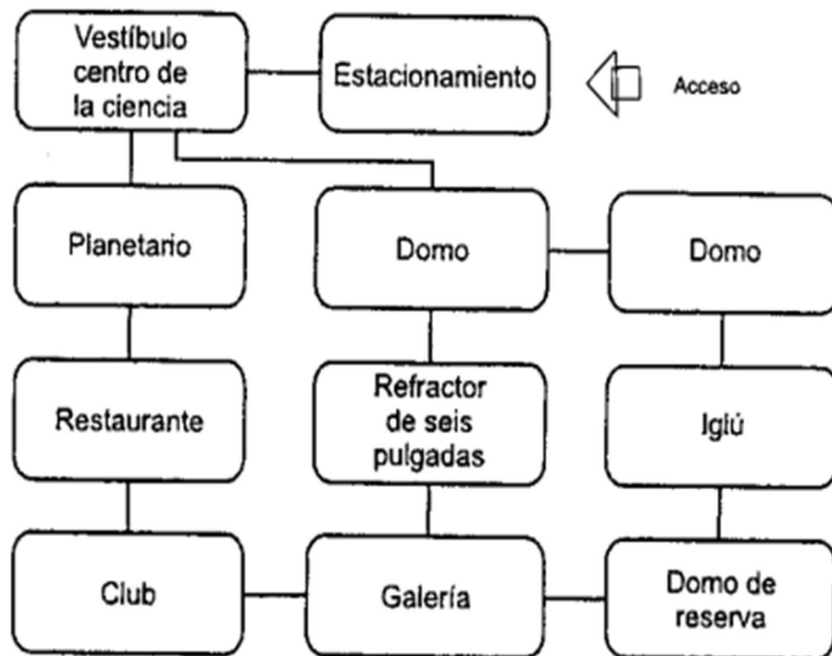 Vestíbulo
centro de
la ciencia
Estacionamiento
Acceso
Planetario
Domo
Domo
Restaurante
Refractor
de seis
pulgadas
Iglú
Club
Galería
Domo de
reserva